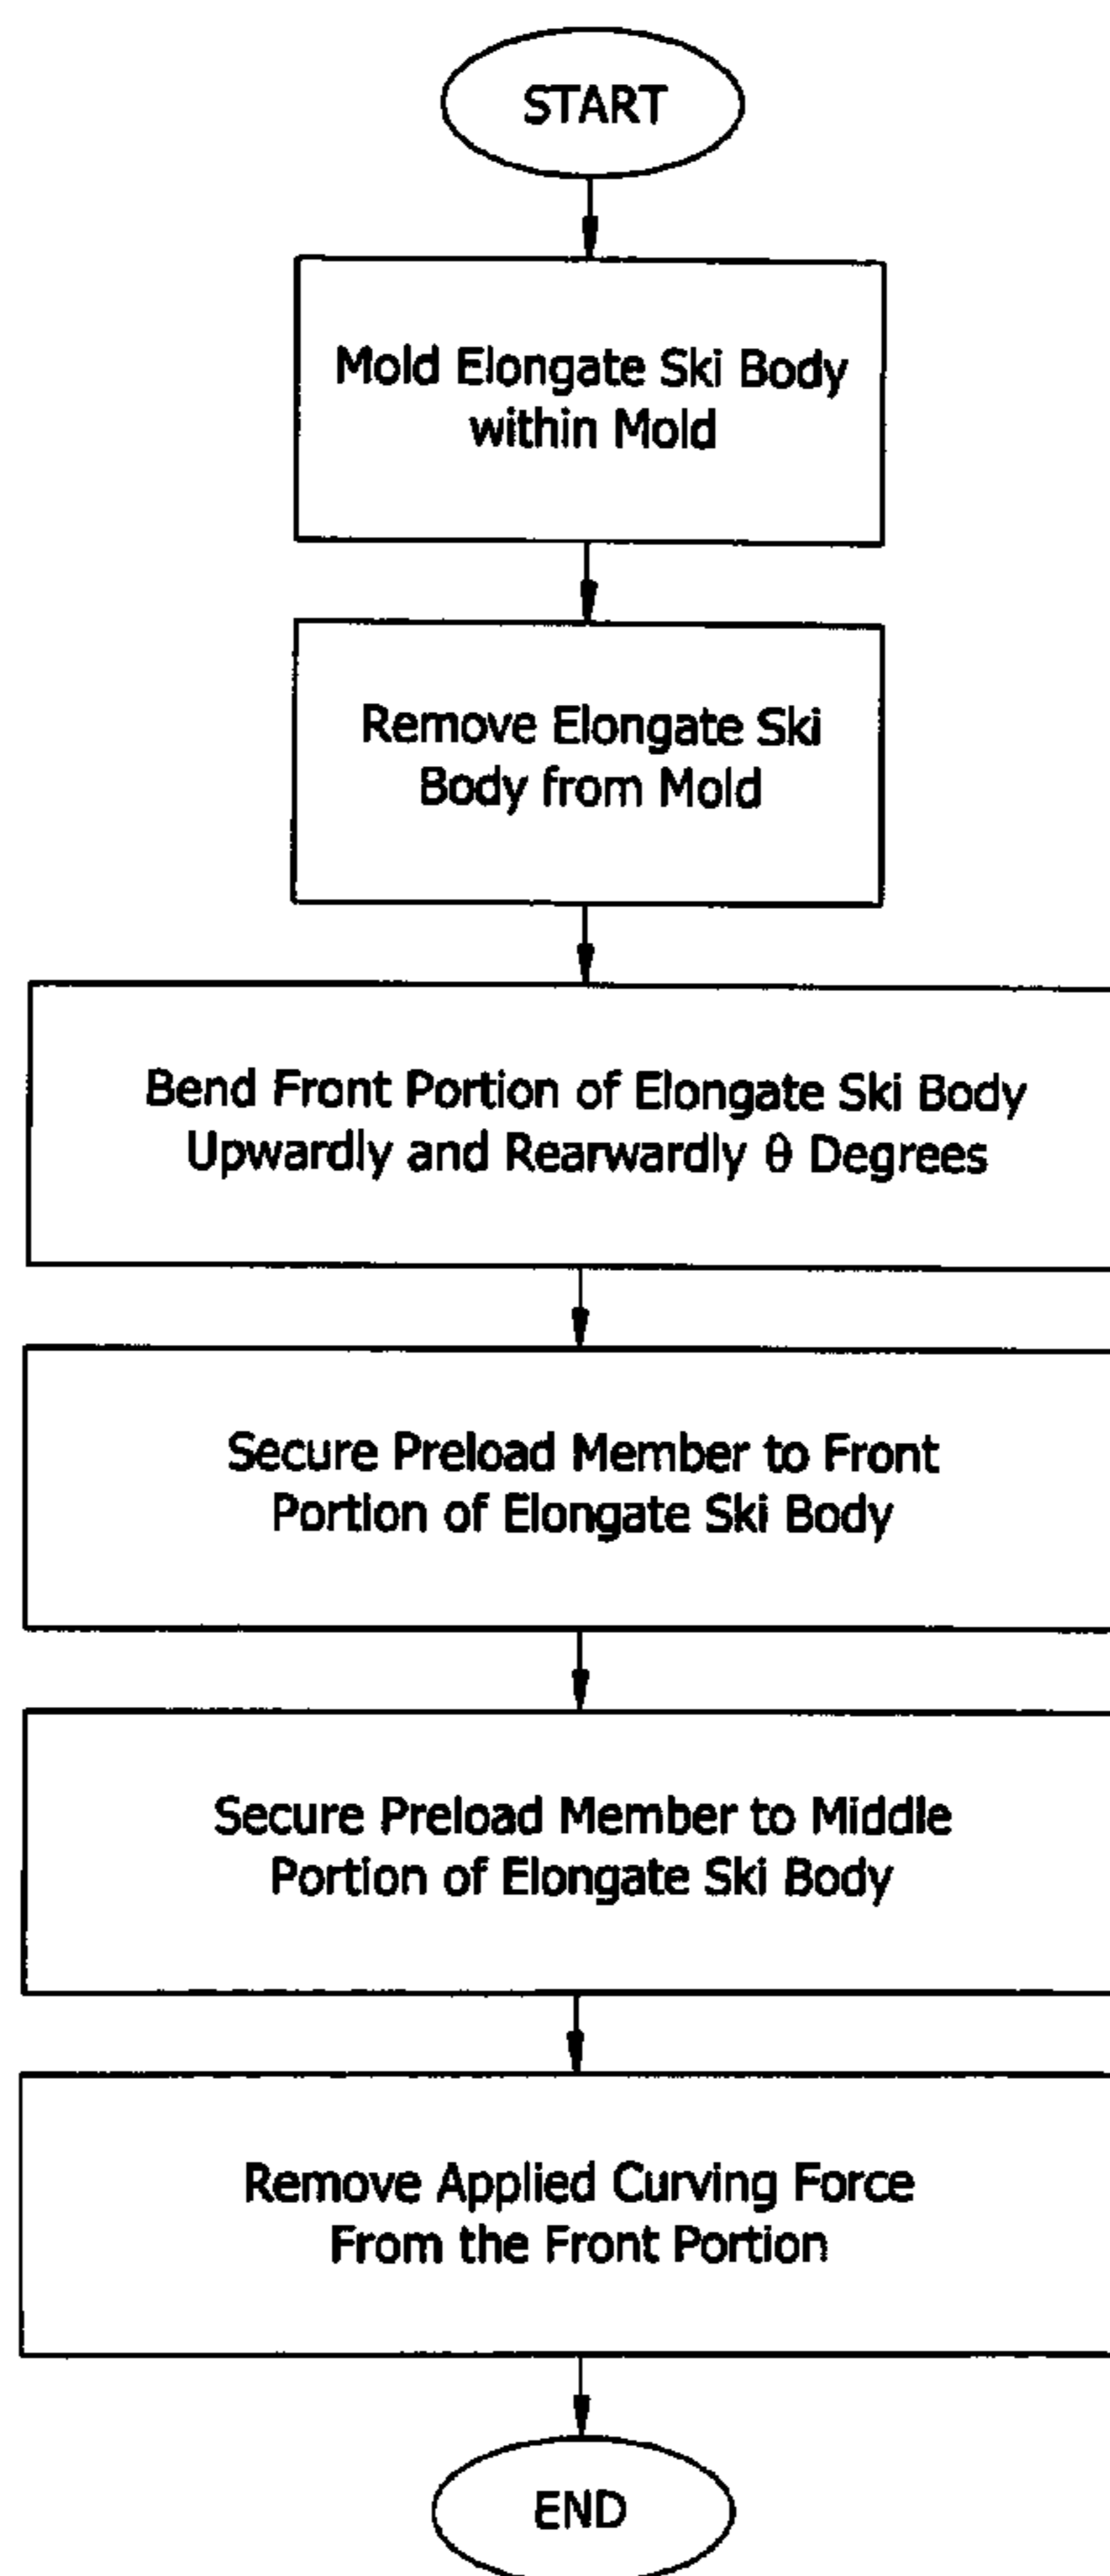 START
Mold Elongate Ski Body
within Mold
Remove Elongate Ski
Body from Mold
Bend Front Portion of Elongate Ski Body
Upwardly and Rearwardly θ Degrees
Secure Preload Member to Front
Portion of Elongate Ski Body
Secure Preload Member to Middle
Portion of Elongate Ski Body
Remove Applied Curving Force
From the Front Portion
END